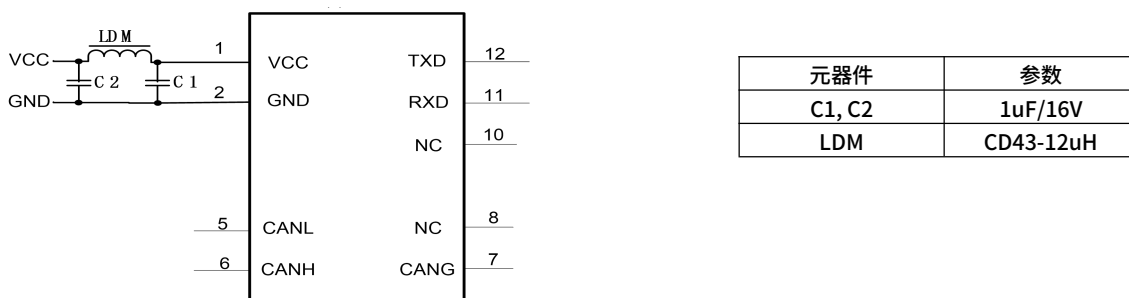 LDM
VCC
1
VCC
TXD
12
C2
C1
GND
2
GND
RXD
11
NC
10
5
CANL
NC
8
6
CANH
CANG
7
元器件 参数
C1, C2 1uF/16V
LDM CD43-12uH